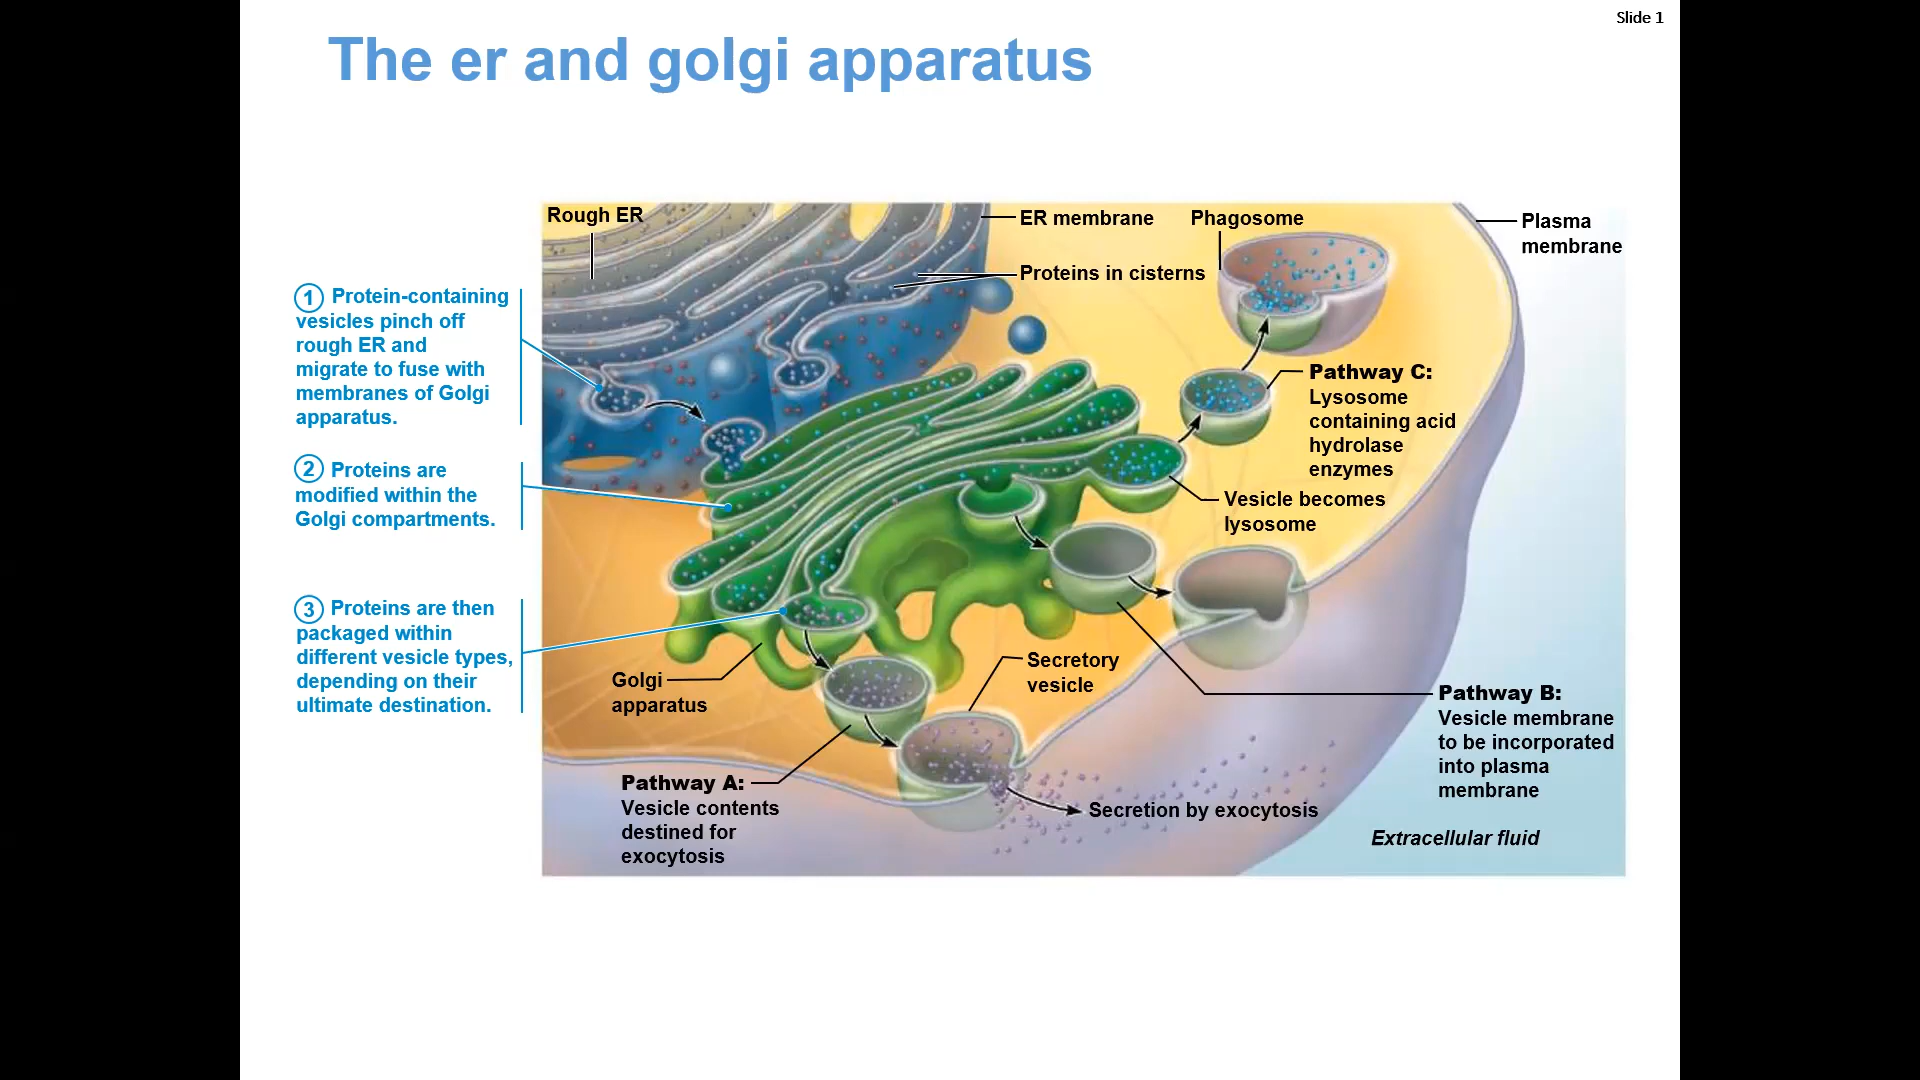 Slide 1
The er and golgi apparatus
Rough ER
ER membrane
Phagosome
Plasma
membrane
Proteins in cisterns
1 Protein-containing
vesicles pinch off
rough ER and
migrate to fuse with
membranes of Golgi
apparatus.
Pathway C:
Lysosome
containing acid
hydrolase
enzymes
2 Proteins are
modified within the
Golgi compartments.
Vesicle becomes
lysosome
3 Proteins are then
packaged within
different vesicle types,
depending on their
ultimate destination.
Golgi
apparatus
Secretory
vesicle
Pathway B:
Vesicle membrane
to be incorporated
into plasma
membrane
Pathway A:
Vesicle contents
destined for
exocytosis
Secretion by exocytosis
Extracellular fluid